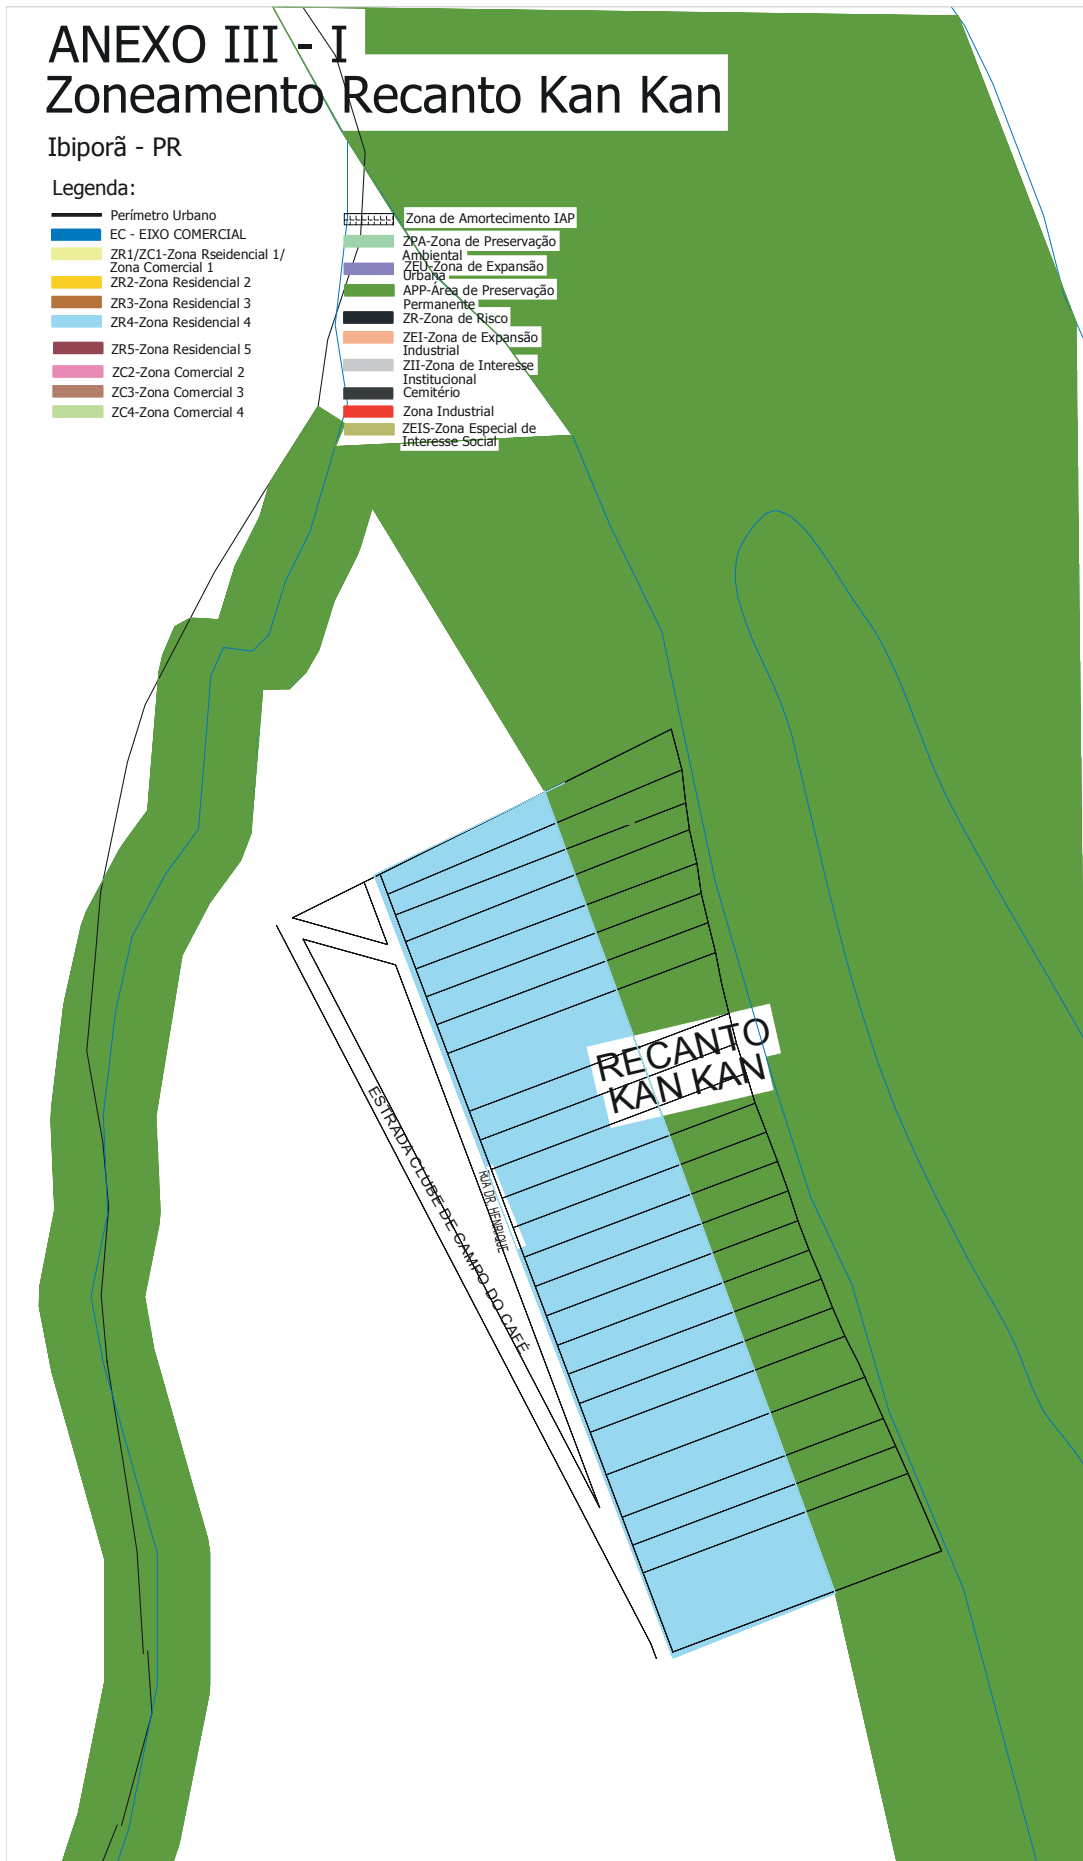 ANEXO III - I
Zoneamento Recanto Kan Kan
Ibiporã - PR
Legenda:
Perímetro Urbano
EC - EIXO COMERCIAL
ZR1/ZC1-Zona Rseidencial 1/
Zona Comercial 1
ZR2-Zona Residencial 2
ZR3-Zona Residencial 3
ZR4-Zona Residencial 4
ZR5-Zona Residencial 5
ZC2-Zona Comercial 2
ZC3-Zona Comercial 3
ZC4-Zona Comercial 4
Zona de Amortecimento IAP
ZPA-Zona de Preservação
Ambiental
ZEU-Zona de Expansão
Urbana
APP-Área de Preservação
Permanente
ZR-Zona de Risco
ZEI-Zona de Expansão
Industrial
ZII-Zona de Interesse
Institucional
Cemitério
Zona Industrial
ZEIS-Zona Especial de
Interesse Social
RECANTO
KAN KAN
ESTRADA CLUBE DE CAMPO DO CAFÉ
RUA DR. HENRIQUE